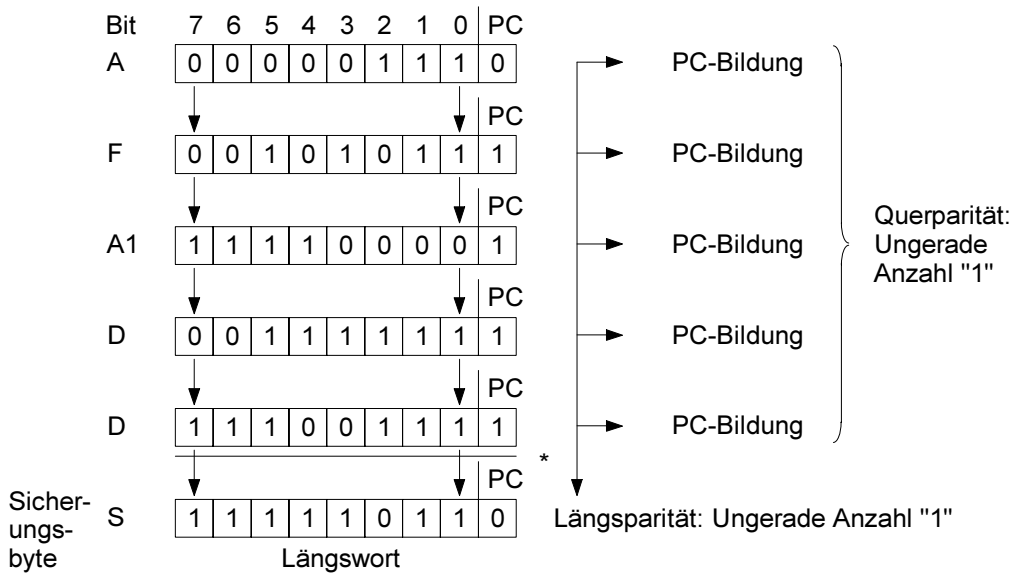 Bit 7 6 5 4 3 2 1 0 PC
A 0 0 0 0 0 1 1 1 0 PC-Bildung
PC
F 0 0 1 0 1 0 1 1 1 PC-Bildung
PC
A1 1 1 1 1 0 0 0 0 1 PC-Bildung
Querparität:
Ungerade
Anzahl "1"
PC
D 0 0 1 1 1 1 1 1 1 PC-Bildung
PC
D 1 1 1 0 0 1 1 1 1 PC-Bildung
*
PC
Sicher-
ungs-
byte
S 1 1 1 1 1 0 1 1 0 Längsparität: Ungerade Anzahl "1"
Längswort